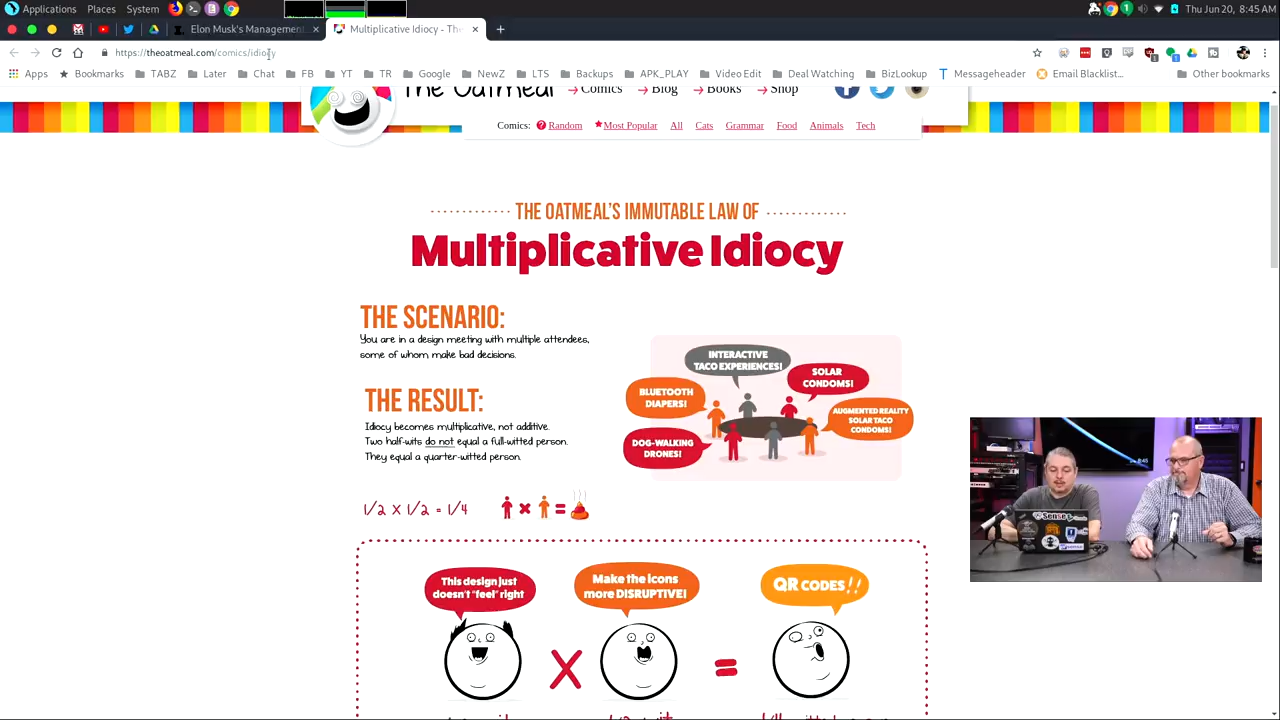 Applications Places System
Jun Jun 20, 8:45 A
Elon Musk's Managemen
Multiplicative Idiocy - The
https://theoatmeal.com/comics/idiocy
Apps Bookmarks TABZ Later Chat FB YT TR Google NewZ LTS Backups APK_PLAY Video Edit Deal Watching BizLookup Messageheader Email Blacklist... Other bookmarks
The Oatmeal Comics Blog Books Shop
Comics: Random Most Popular All Cats Grammar Food Animals Tech
THE OATMEAL'S IMMUTABLE LAW OF
Multiplicative Idiocy
THE SCENARIO:
You are in a design meeting with multiple attendees,
some of whom make bad decisions.
INTERACTIVE
TACO EXPERIENCES!
SOLAR
CONDOMS!
BLUETOOTH
DIAPERS!
AUGMENTED REALITY
SOLAR TACO
CONDOMS!
DOG-WALKING
DRONES!
THE RESULT:
Idiocy becomes multiplicative, not additive.
Two half-wits do not equal a full-witted person.
They equal a quarter-witted person.
1/2 X 1/2 = 1/4
This design just
doesn't "feel" right
Make the icons
more DISRUPTIVE!
QR CODES!!
X =
8:45
Sense